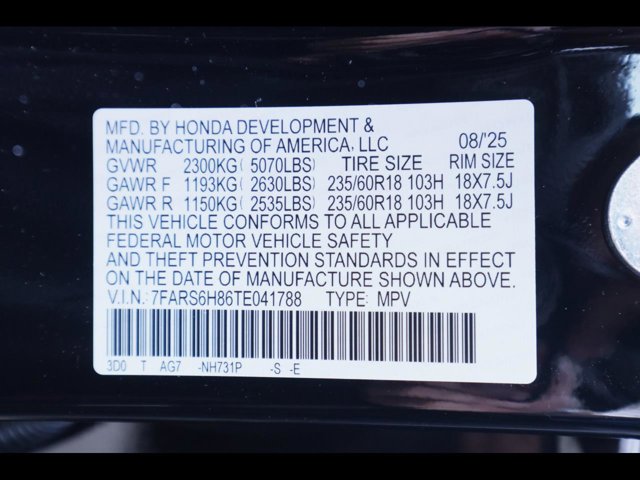 MFD. BY HONDA DEVELOPMENT &
MANUFACTURING OF AMERICA, LLC 08/'25
GVWR 2300KG( 5070LBS) TIRE SIZE RIM SIZE
GAWR F 1193KG( 2630LBS) 235/60R18 103H 18X7.5J
GAWR R 1150KG( 2535LBS) 235/60R18 103H 18X7.5J
THIS VEHICLE CONFORMS TO ALL APPLICABLE
FEDERAL MOTOR VEHICLE SAFETY
AND THEFT PREVENTION STANDARDS IN EFFECT
ON THE DATE OF MANUFACTURE SHOWN ABOVE.
V.I.N.: 7FARS6H86TE041788 TYPE: MPV
3D0 T AG7 -NH731P -S -E